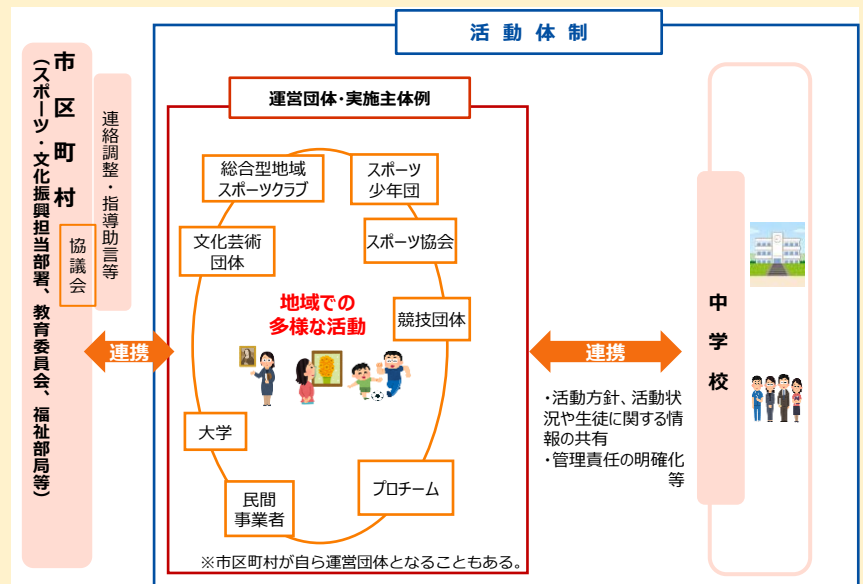 活動体制
市区町村
(スポーツ・文化振興担当部署、教育委員会、福祉部局等)
協議会
連絡調整・指導助言等
連携
運営団体・実施主体例
総合型地域
スポーツクラブ
スポーツ
少年団
文化芸術
団体
スポーツ協会
競技団体
地域での
多様な活動
大学
民間
事業者
プロチーム
※市区町村が自ら運営団体となることもある。
連携
・活動方針、活動状
況や生徒に関する情
報の共有
・管理責任の明確化
等
中学校